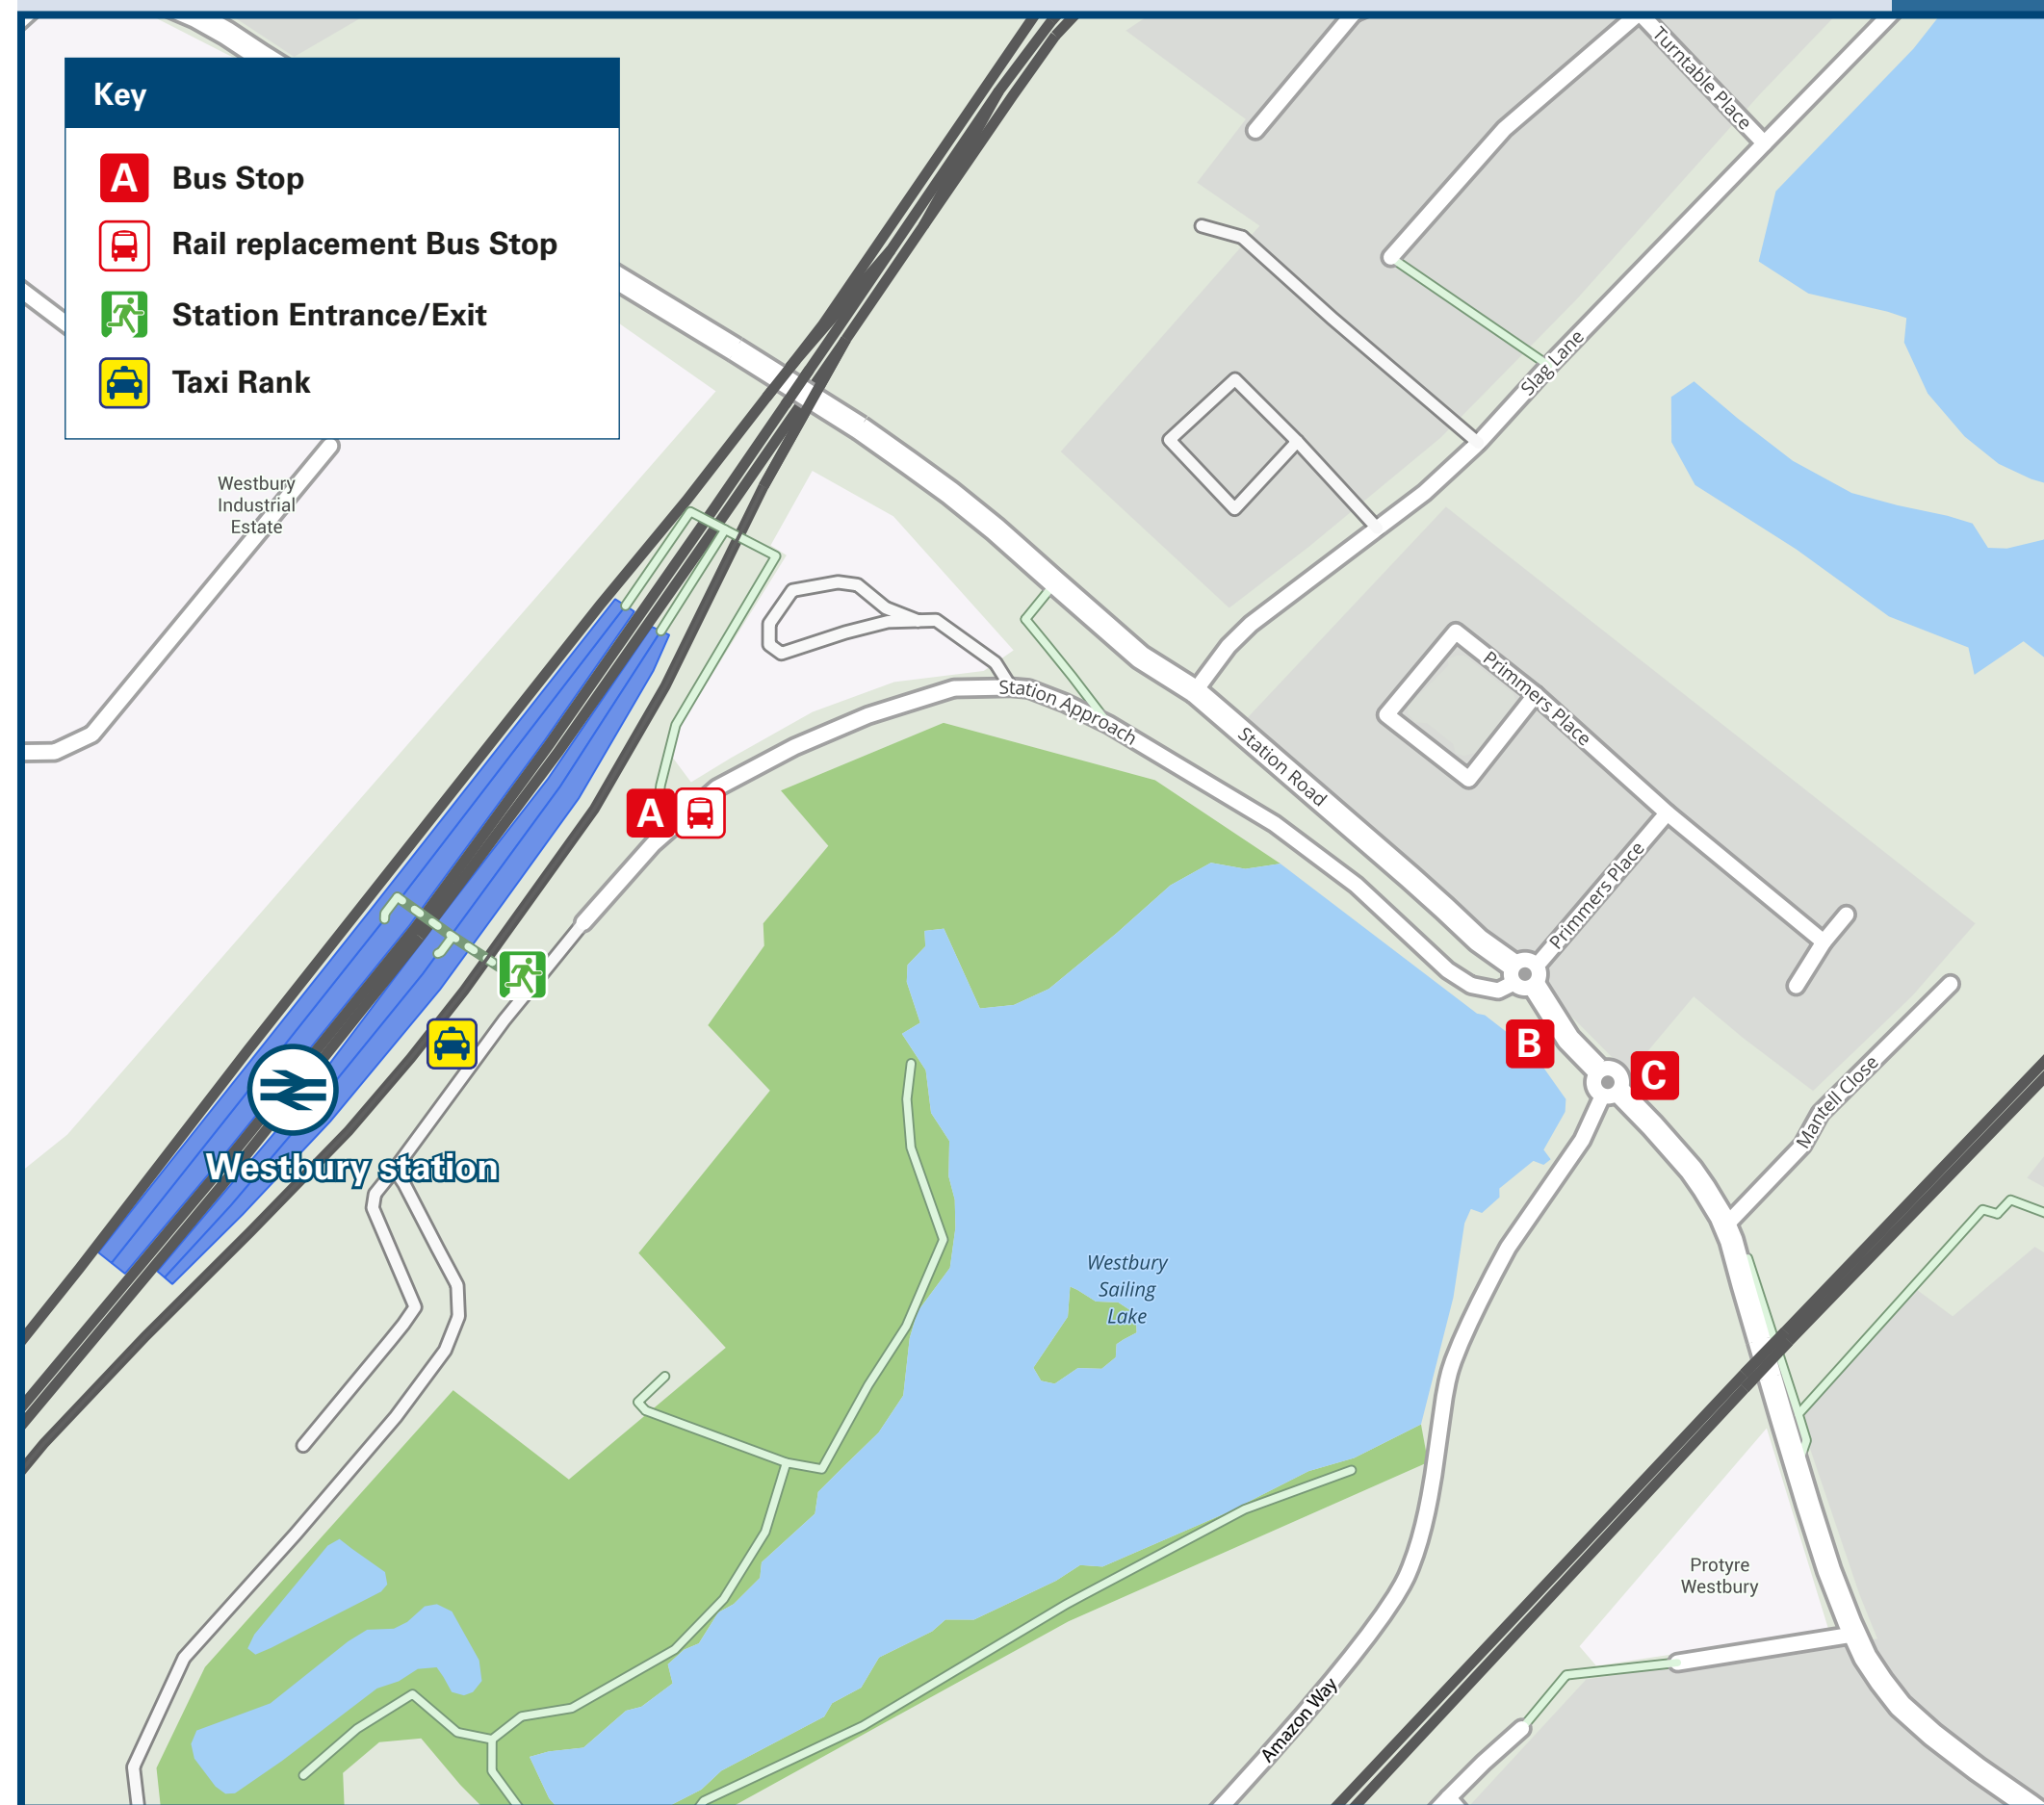 Key
A Bus Stop
Rail replacement Bus Stop
Station Entrance/Exit
Taxi Rank
Turntable Place
Slag Lane
Westbury
Industrial
Estate
Station Approach
Station Road
Primmers Place
Primmers Place
A
B
C
Mantell Close
Westbury station
Westbury
Sailing
Lake
Protyre
Westbury
Amazon Way